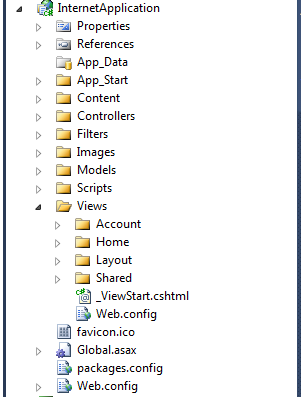 InternetApplication
Properties
References
App_Data
App_Start
Content
Controllers
Filters
Images
Models
Scripts
Views
Account
Home
Layout
Shared
_ViewStart.cshtml
Web.config
favicon.ico
Global.asax
packages.config
Web.config